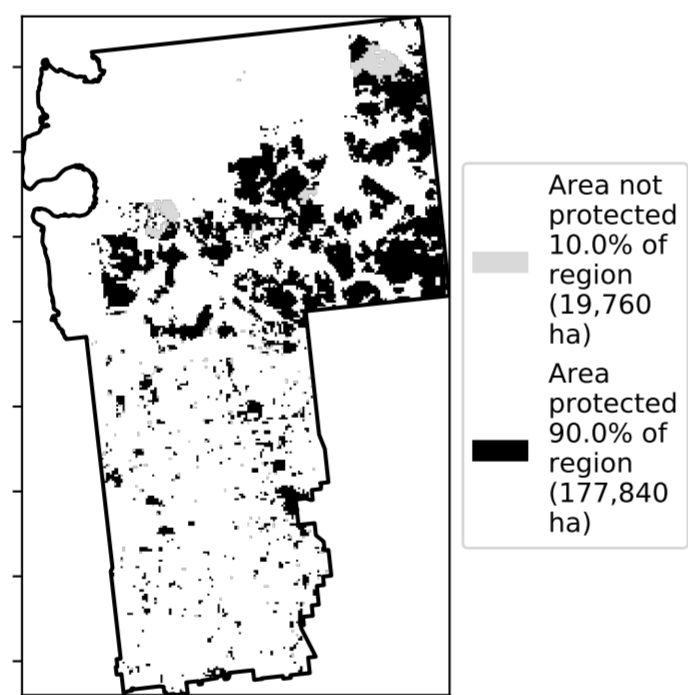 Area not
protected
10.0% of
region
(19,760
ha)
Area
protected
90.0% of
region
(177,840
ha)